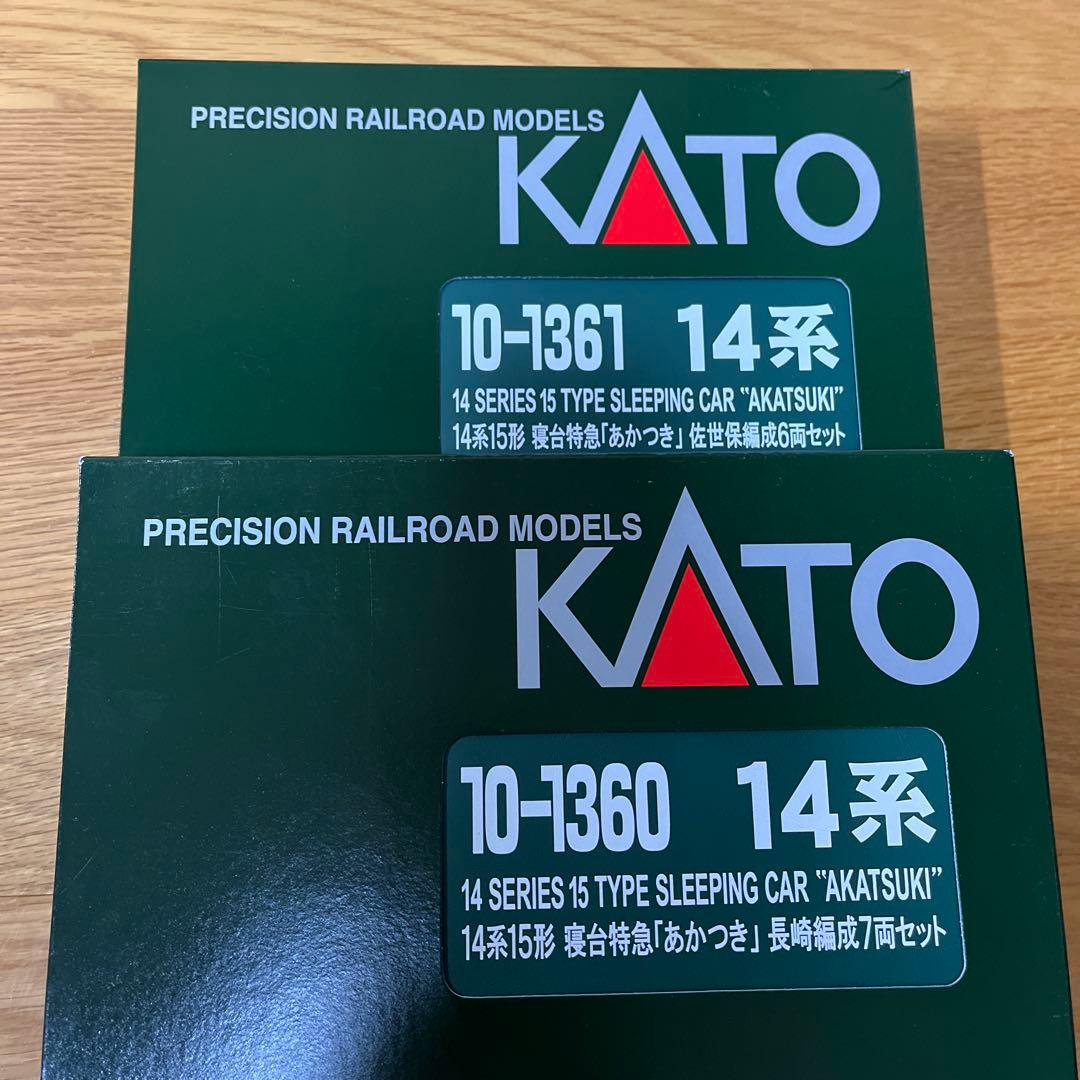 PRECISION RAILROAD MODELS
KATO
10-1361 14系
14 SERIES 15 TYPE SLEEPING CAR "AKATSUKI"
14系15形 寝台特急「あかつき」 佐世保編成6両セット
PRECISION RAILROAD MODELS
KATO
10-1360 14系
14 SERIES 15 TYPE SLEEPING CAR "AKATSUKI"
14系15形 寝台特急「あかつき」 長崎編成7両セット